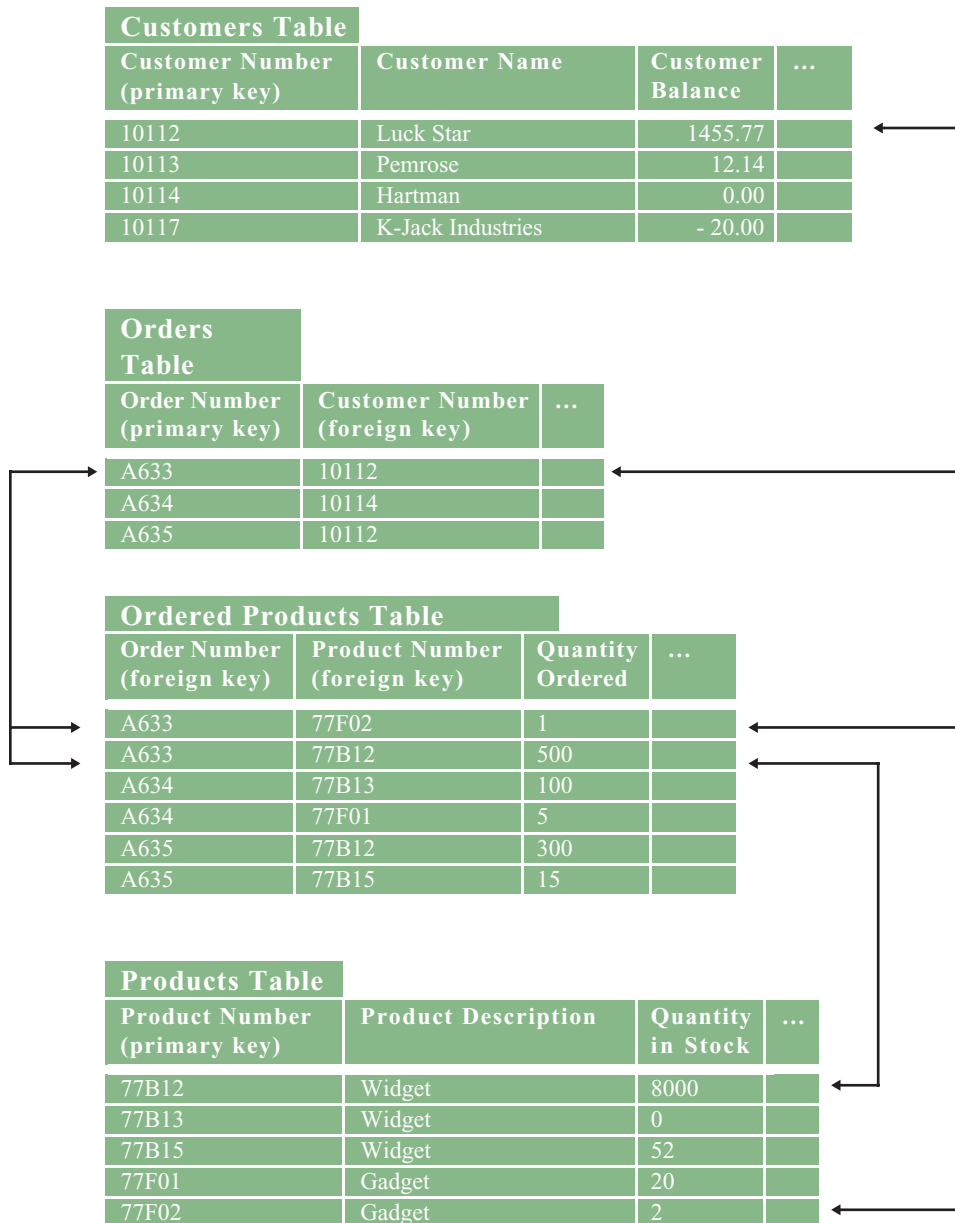 Customers Table
Customer Number (primary key) Customer Name Customer Balance …
10112 Luck Star 1455.77
10113 Pemrose 12.14
10114 Hartman 0.00
10117 K-Jack Industries - 20.00
Orders
Table
Order Number (primary key) Customer Number (foreign key) …
A633 10112
A634 10114
A635 10112
Ordered Products Table
Order Number (foreign key) Product Number (foreign key) Quantity Ordered …
A633 77F02 1
A633 77B12 500
A634 77B13 100
A634 77F01 5
A635 77B12 300
A635 77B15 15
Products Table
Product Number (primary key) Product Description Quantity in Stock …
77B12 Widget 8000
77B13 Widget 0
77B15 Widget 52
77F01 Gadget 20
77F02 Gadget 2